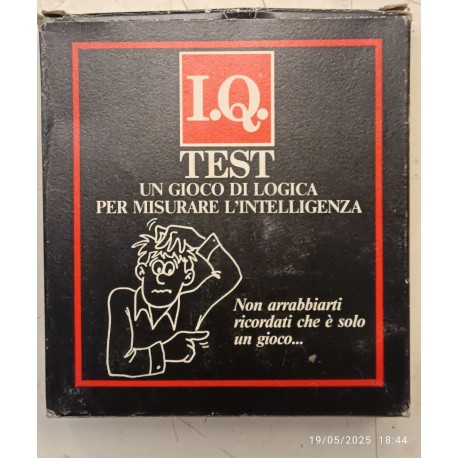 I.Q.
TEST
UN GIOCO DI LOGICA
PER MISURARE L'INTELLIGENZA
Non arrabbiarti
ricordati che è solo
un gioco...
19/05/2025 18:44